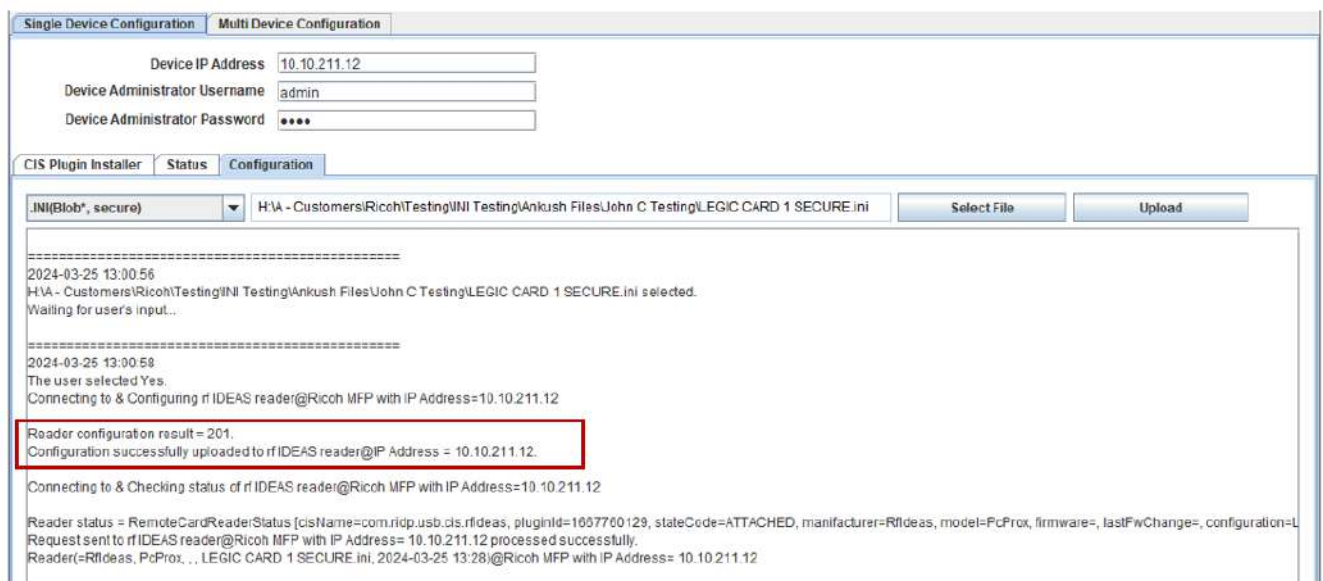 Single Device Configuration Multi Device Configuration
Device IP Address 10.10.211.12
Device Administrator Username admin
Device Administrator Password ●●●●
CIS Plugin Installer Status Configuration
.INI(Blob*, secure) H:\A - Customers\Ricoh\Testing\INI Testing\Ankush Files\John C Testing\LEGIC CARD 1 SECURE.ini Select File Upload
================================================
2024-03-25 13:00:56
H:\A - Customers\Ricoh\Testing\INI Testing\Ankush Files\John C Testing\LEGIC CARD 1 SECURE.ini selected.
Waiting for user's input...
================================================
2024-03-25 13:00:58
The user selected Yes.
Connecting to & Configuring rf IDEAS reader@Ricoh MFP with IP Address=10.10.211.12
Reader configuration result = 201.
Configuration successfully uploaded to rf IDEAS reader@IP Address = 10.10.211.12.
Connecting to & Checking status of rf IDEAS reader@Ricoh MFP with IP Address=10.10.211.12
Reader status = RemoteCardReaderStatus [cisName=com.ridp.usb.cis.rfideas, pluginId=1667760129, stateCode=ATTACHED, manifacturer=RfIdeas, model=PcProx, firmware=, lastFwChange=, configuration=L
Request sent to rf IDEAS reader@Ricoh MFP with IP Address= 10.10.211.12 processed successfully.
Reader(=RfIdeas, PcProx, , , LEGIC CARD 1 SECURE.ini, 2024-03-25 13:28)@Ricoh MFP with IP Address= 10.10.211.12